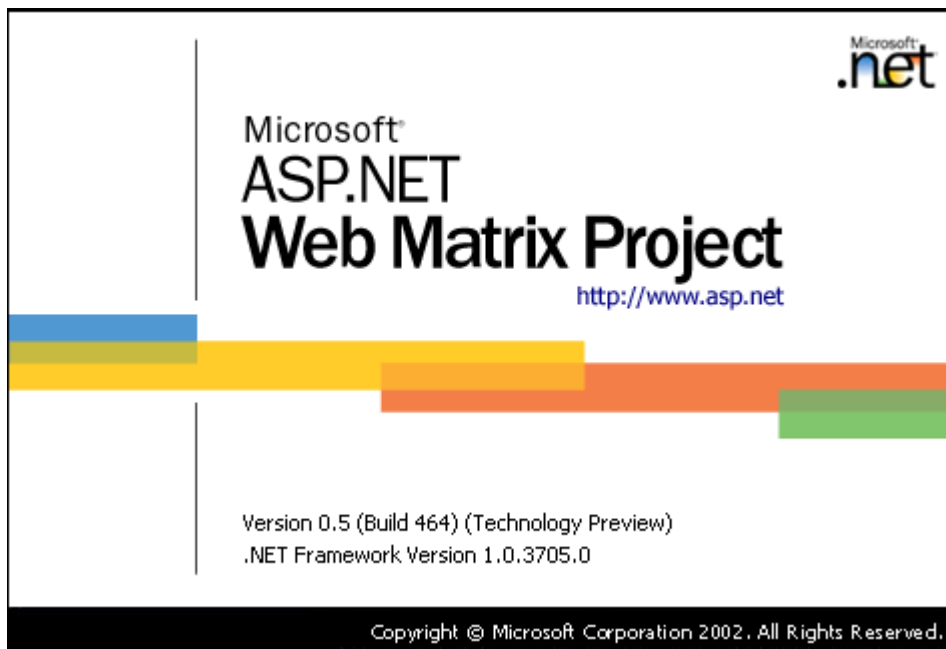 Microsoft
.net
Microsoft®
ASP.NET
Web Matrix Project
http://www.asp.net
Version 0.5 (Build 464) (Technology Preview)
.NET Framework Version 1.0.3705.0
Copyright © Microsoft Corporation 2002. All Rights Reserved.